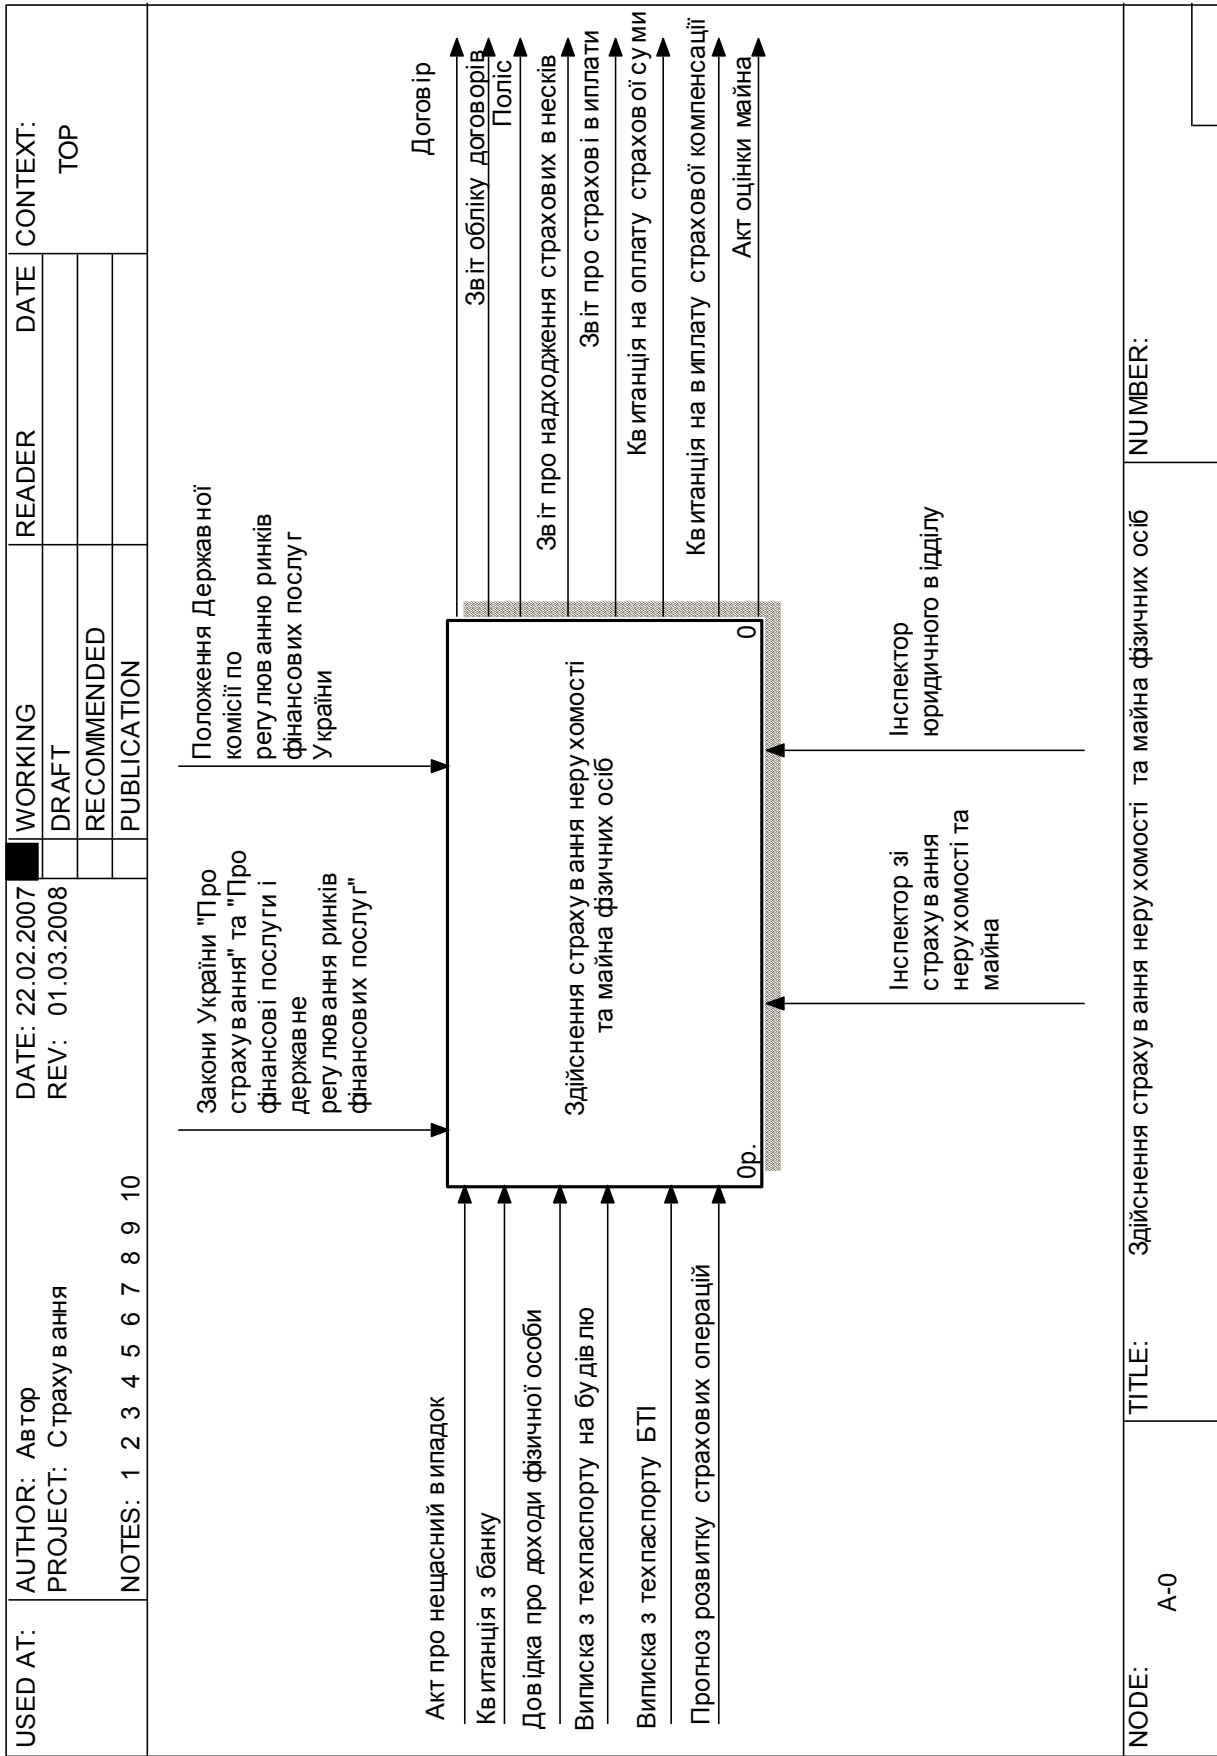 USED AT:
AUTHOR: Автор
DATE: 22.02.2007
WORKING
READER
DATE
CONTEXT:
PROJECT: Страхування
REV: 01.03.2008
DRAFT
TOP
RECOMMENDED
NOTES: 1 2 3 4 5 6 7 8 9 10
PUBLICATION
Закони України "Про
страхування" та "Про
фінансові послуги і
державне
регулювання ринків
фінансових послуг"
Положення Державної
комісії по
регулюванню ринків
фінансових послуг
України
Акт про нещасний випадок
Квитанція з банку
Довідка про доходи фізичної особи
Виписка з техпаспорту на будівлю
Виписка з техпаспорту БТІ
Прогноз розвитку страхових операцій
Здійснення страхування нерухомості
та майна фізичних осіб
0р.
0
Договір
Звіт обліку договорів
Поліс
Звіт про надходження страхових внесків
Звіт про страхові виплати
Квитанція на оплату страхової суми
Квитанція на виплату страхової компенсації
Акт оцінки майна
Інспектор зі
страхування
нерухомості та
майна
Інспектор
юридичного відділу
NODE:
TITLE:
Здійснення страхування нерухомості та майна фізичних осіб
NUMBER:
A-0